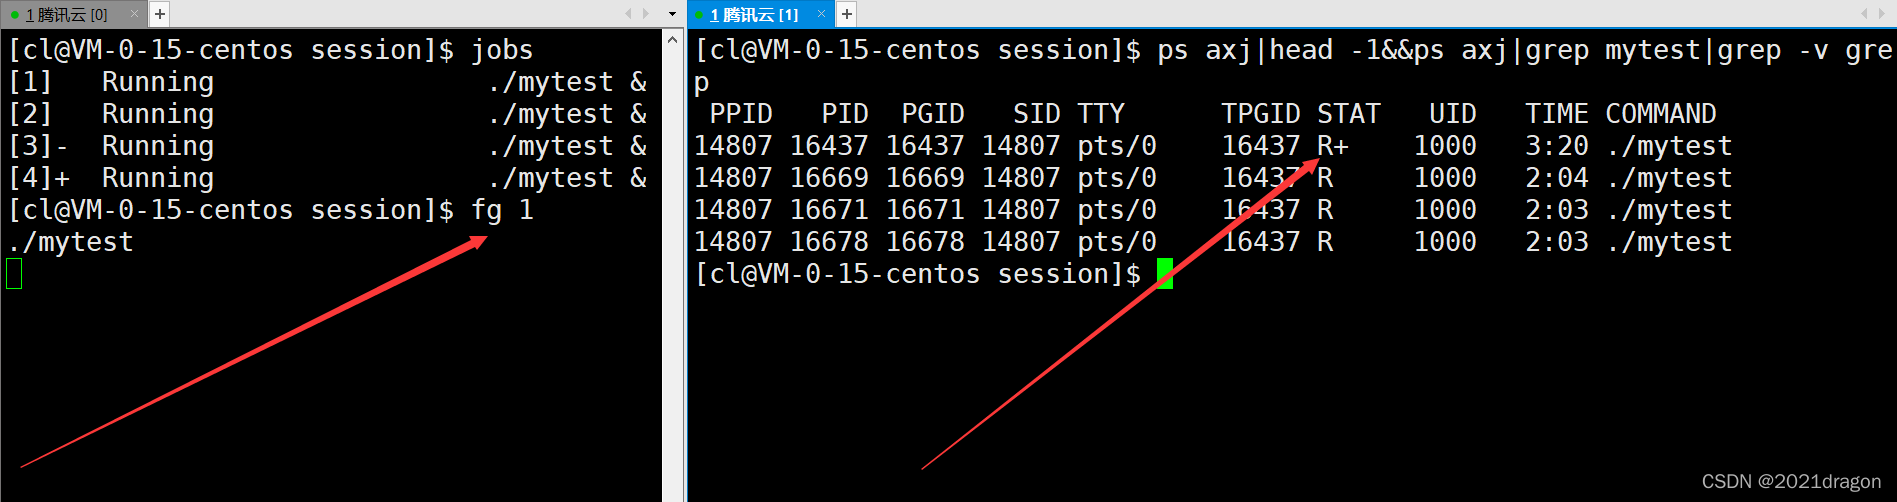 1 腾讯云 [0]
[cl@VM-0-15-centos session]$ jobs
[1]   Running                 ./mytest &
[2]   Running                 ./mytest &
[3]-  Running                 ./mytest &
[4]+  Running                 ./mytest &
[cl@VM-0-15-centos session]$ fg 1
./mytest
1 腾讯云 [1]
[cl@VM-0-15-centos session]$ ps axj|head -1&&ps axj|grep mytest|grep -v gre
p
 PPID   PID  PGID   SID TTY      TPGID STAT   UID   TIME COMMAND
14807 16437 16437 14807 pts/0    16437 R+    1000   3:20 ./mytest
14807 16669 16669 14807 pts/0    16437 R     1000   2:04 ./mytest
14807 16671 16671 14807 pts/0    16437 R     1000   2:03 ./mytest
14807 16678 16678 14807 pts/0    16437 R     1000   2:03 ./mytest
[cl@VM-0-15-centos session]$
CSDN @2021dragon